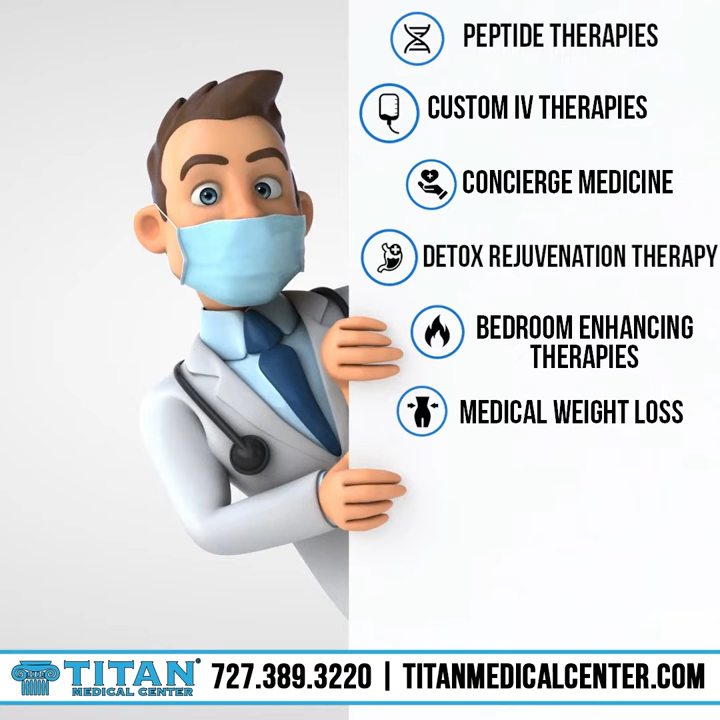 PEPTIDE THERAPIES
CUSTOM IV THERAPIES
CONCIERGE MEDICINE
DETOX REJUVENATION THERAPY
BEDROOM ENHANCING
THERAPIES
MEDICAL WEIGHT LOSS
TITAN®
MEDICAL CENTER
727.389.3220 | TITANMEDICALCENTER.COM